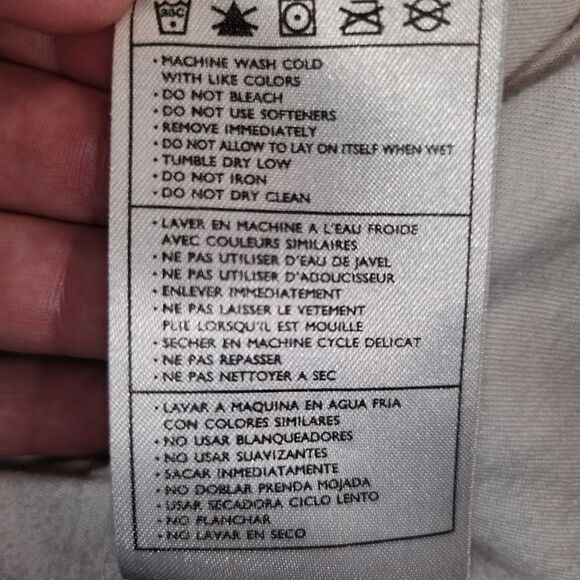 30C
• MACHINE WASH COLD
WITH LIKE COLORS
• DO NOT BLEACH
• DO NOT USE SOFTENERS
• REMOVE IMMEDIATELY
• DO NOT ALLOW TO LAY ON ITSELF WHEN WET
• TUMBLE DRY LOW
• DO NOT IRON
• DO NOT DRY CLEAN
• LAVER EN MACHINE A L'EAU FROIDE
AVEC COULEURS SIMILAIRES
• NE PAS UTILISER D'EAU DE JAVEL
• NE PAS UTILISER D'ADOUCISSEUR
• ENLEVER IMMEDIATEMENT
• NE PAS LAISSER LE VETEMENT
PLIE LORSQU'IL EST MOUILLE
• SECHER EN MACHINE CYCLE DELICAT
• NE PAS REPASSER
• NE PAS NETTOYER A SEC
• LAVAR A MAQUINA EN AGUA FRIA
CON COLORES SIMILARES
• NO USAR BLANQUEADORES
• NO USAR SUAVIZANTES
• SACAR INMEDIATAMENTE
• NO DOBLAR PRENDA MOJADA
• USAR SECADORA CICLO LENTO
• NO PLANCHAR
• NO LAVAR EN SECO